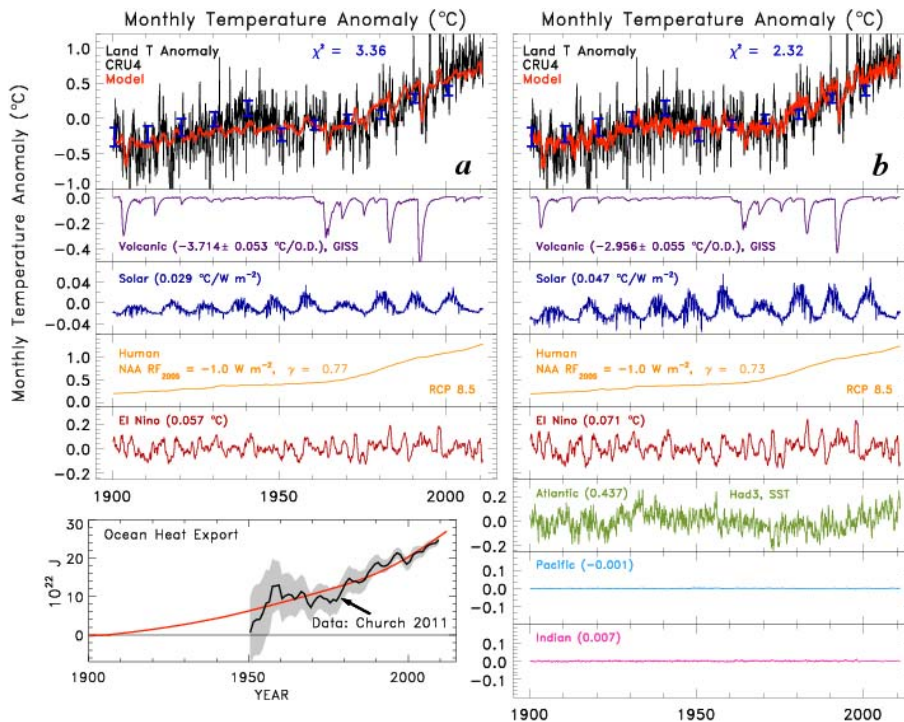 Monthly Temperature Anomaly (°C)
Monthly Temperature Anomaly (°C)
Monthly Temperature Anomaly (°C)
1.0
0.5
0.0
−0.5
−1.0
Land T Anomaly
CRU4
Model
χ² = 3.36
a
0.0
−0.2
−0.4
Volcanic (−3.714± 0.053 °C/O.D.), GISS
0.04
0.0
−0.04
Solar (0.029 °C/W m⁻²)
1.0
0.5
0.0
Human
NAA RF2005 = −1.0 W m⁻², γ = 0.77
RCP 8.5
0.2
0.0
−0.2
El Nino (0.057 °C)
1900
1950
2000
30
20
10
0
10²² J
Ocean Heat Export
Data: Church 2011
1900
1950
2000
YEAR
Land T Anomaly
CRU4
Model
χ² = 2.32
b
Volcanic (−2.956± 0.055 °C/O.D.), GISS
Solar (0.047 °C/W m⁻²)
Human
NAA RF2005 = −1.0 W m⁻², γ = 0.73
RCP 8.5
El Nino (0.071 °C)
0.2
0.0
−0.2
Atlantic (0.437)
Had3, SST
0.1
0.0
−0.1
Pacific (−0.001)
0.1
0.0
−0.1
Indian (0.007)
1900
1950
2000